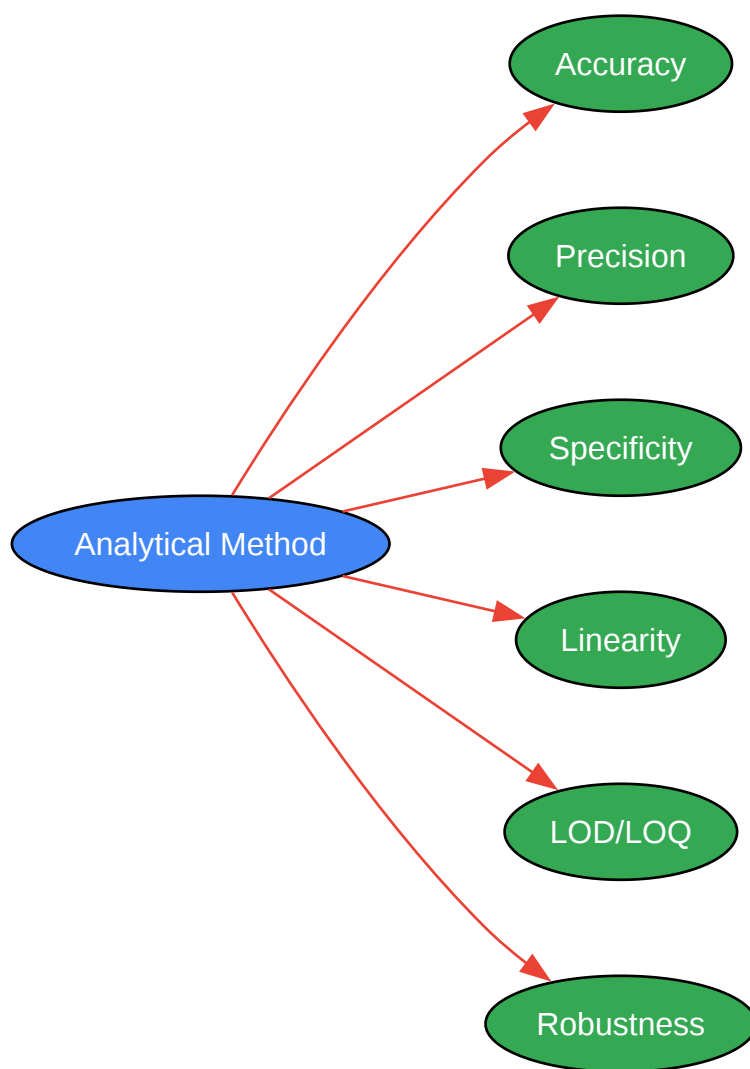 Accuracy
Precision
Specificity
Analytical Method
Linearity
LOD/LOQ
Robustness